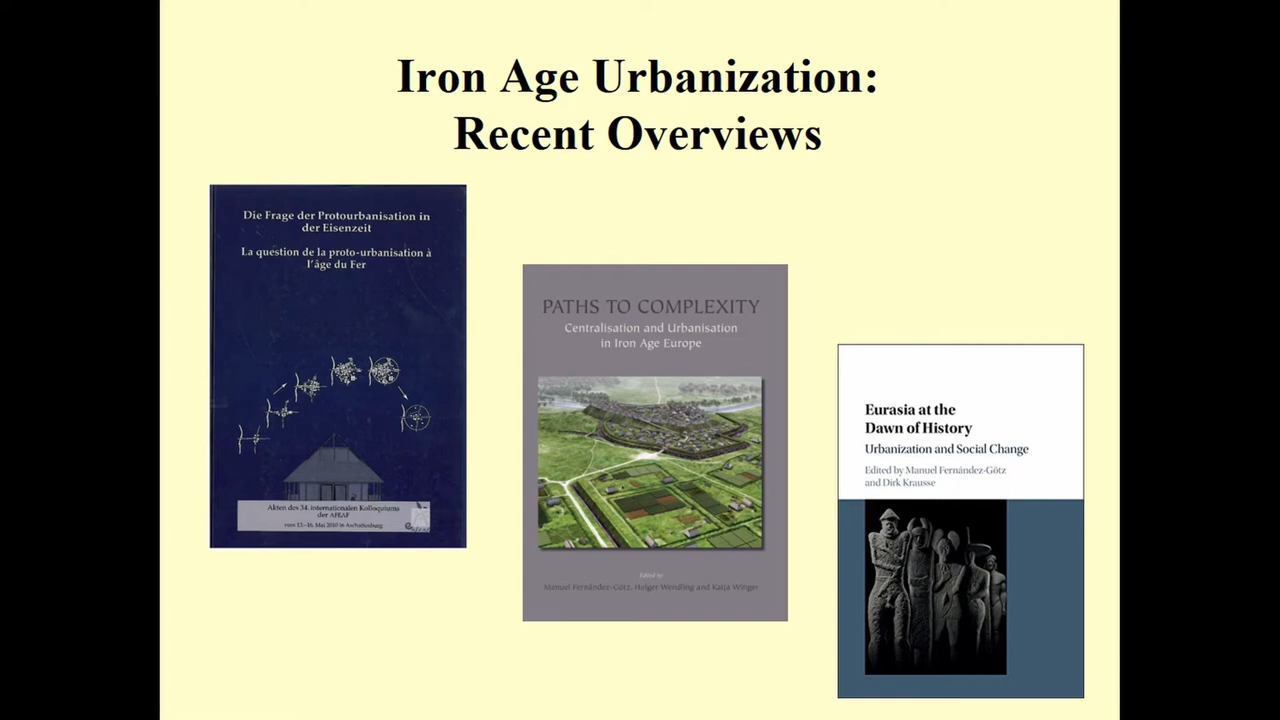 Iron Age Urbanization:
Recent Overviews
Die Frage der Protourbanisation in
der Eisenzeit
La question de la proto-urbanisation à
l'âge du Fer
Akten des 34. internationalen Kolloquiums
der AFEAF
vom 13.-16. Mai 2010 in Aschaffenburg
PATHS TO COMPLEXITY
Centralisation and Urbanisation
in Iron Age Europe
Edited by
Manuel Fernández-Götz, Holger Wendling and Katja Winger
Eurasia at the
Dawn of History
Urbanization and Social Change
Edited by Manuel Fernández-Götz
and Dirk Krausse